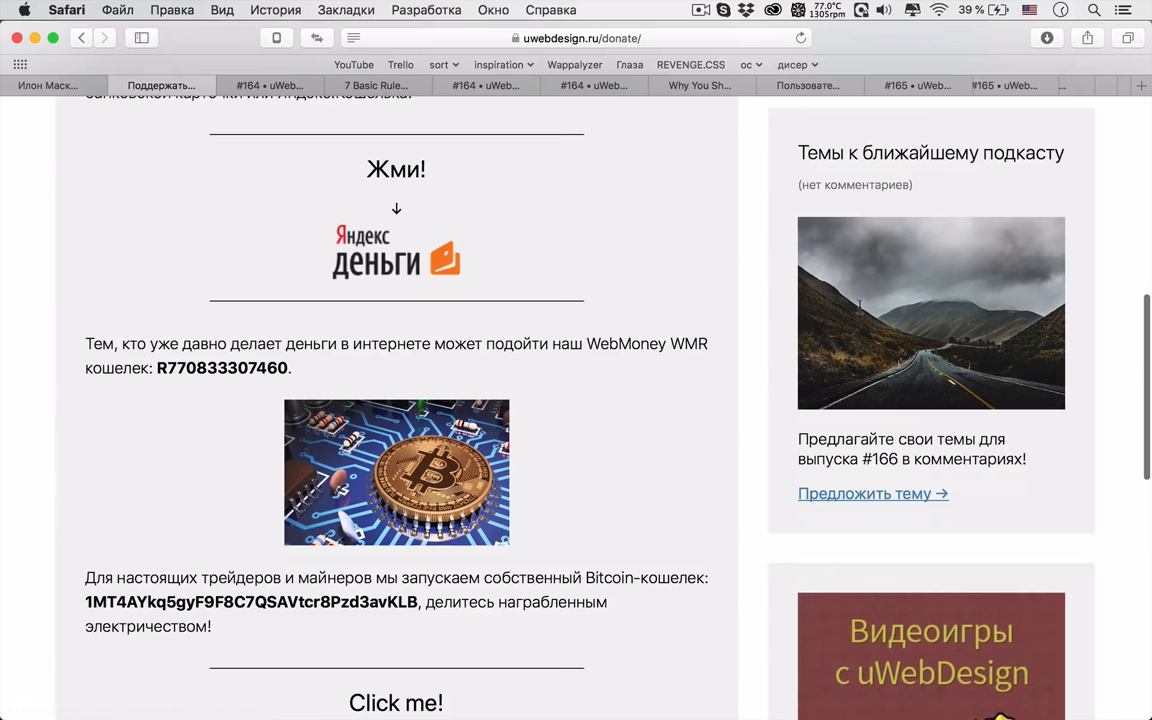 Safari Файл Правка Вид История Закладки Разработка Окно Справка 77.0°C 1305rpm 39 %
uwebdesign.ru/donate/
YouTube Trello sort inspiration Wappalyzer Глаза REVENGE.CSS ос дисер
Илон Маск... Поддержать... #164 • uWeb... 7 Basic Rule... #164 • uWeb... #164 • uWeb... Why You Sh... Пользовате... #165 • uWeb... #165 • uWeb... ...
Жми!
↓
Яндекс
деньги
Тем, кто уже давно делает деньги в интернете может подойти наш WebMoney WMR
кошелек: R770833307460.
Для настоящих трейдеров и майнеров мы запускаем собственный Bitcoin-кошелек:
1MT4AYkq5gyF9F8C7QSAVtcr8Pzd3avKLB, делитесь награбленным
электричеством!
Click me!
Темы к ближайшему подкасту
(нет комментариев)
Предлагайте свои темы для
выпуска #166 в комментариях!
Предложить тему →
Видеоигры
с uWebDesign